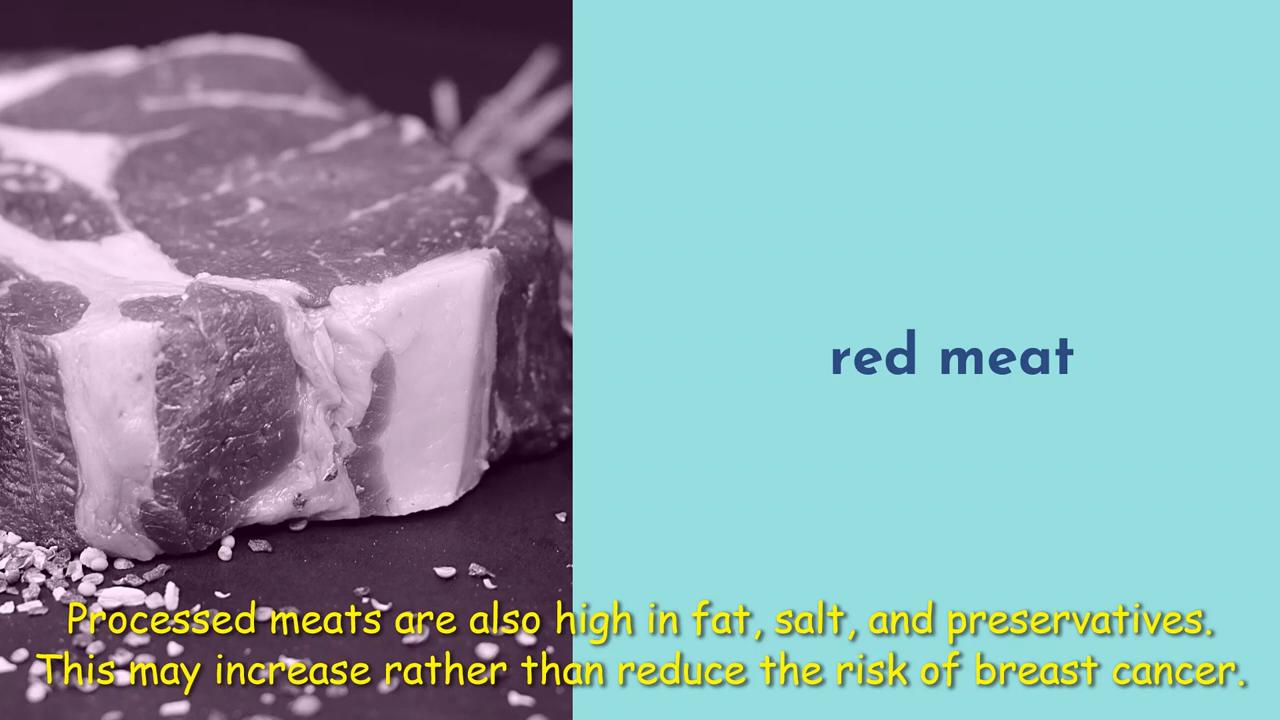 red meat
Processed meats are also high in fat, salt, and preservatives.
This may increase rather than reduce the risk of breast cancer.